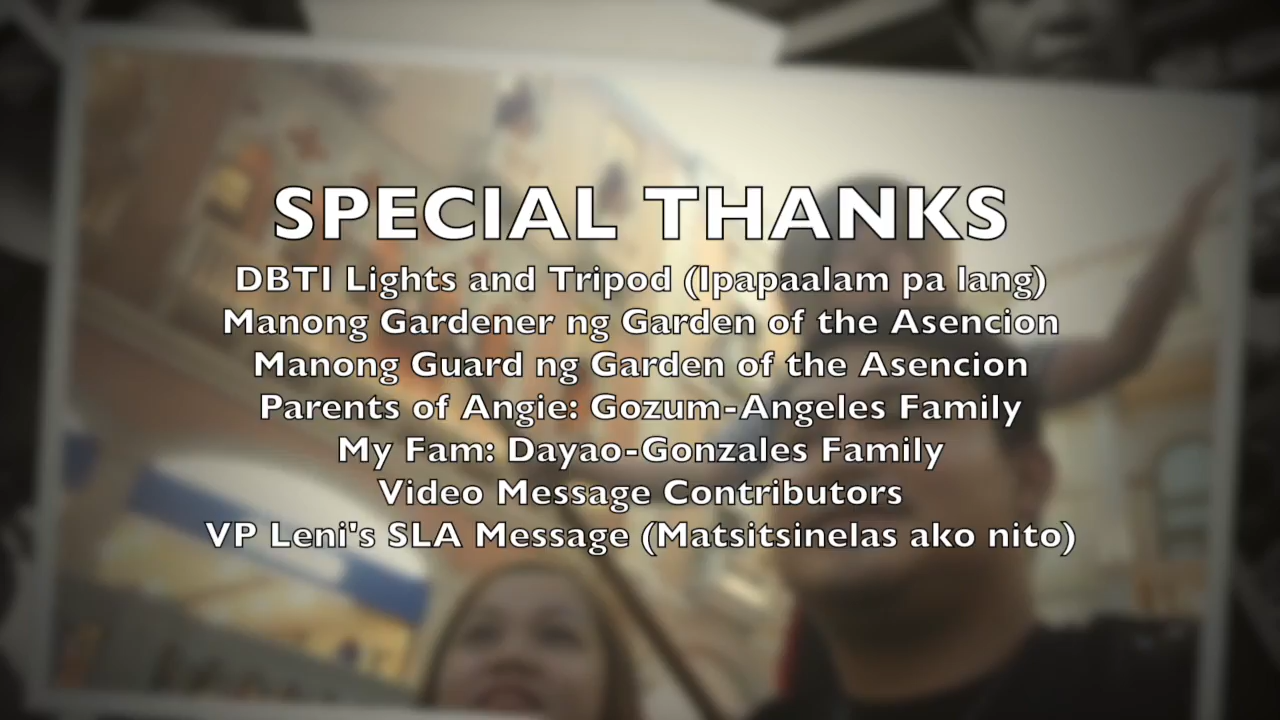 SPECIAL THANKS
DBTI Lights and Tripod (Ipapaalam pa lang)
Manong Gardener ng Garden of the Asencion
Manong Guard ng Garden of the Asencion
Parents of Angie: Gozum-Angeles Family
My Fam: Dayao-Gonzales Family
Video Message Contributors
VP Leni's SLA Message (Matsitsinelas ako nito)